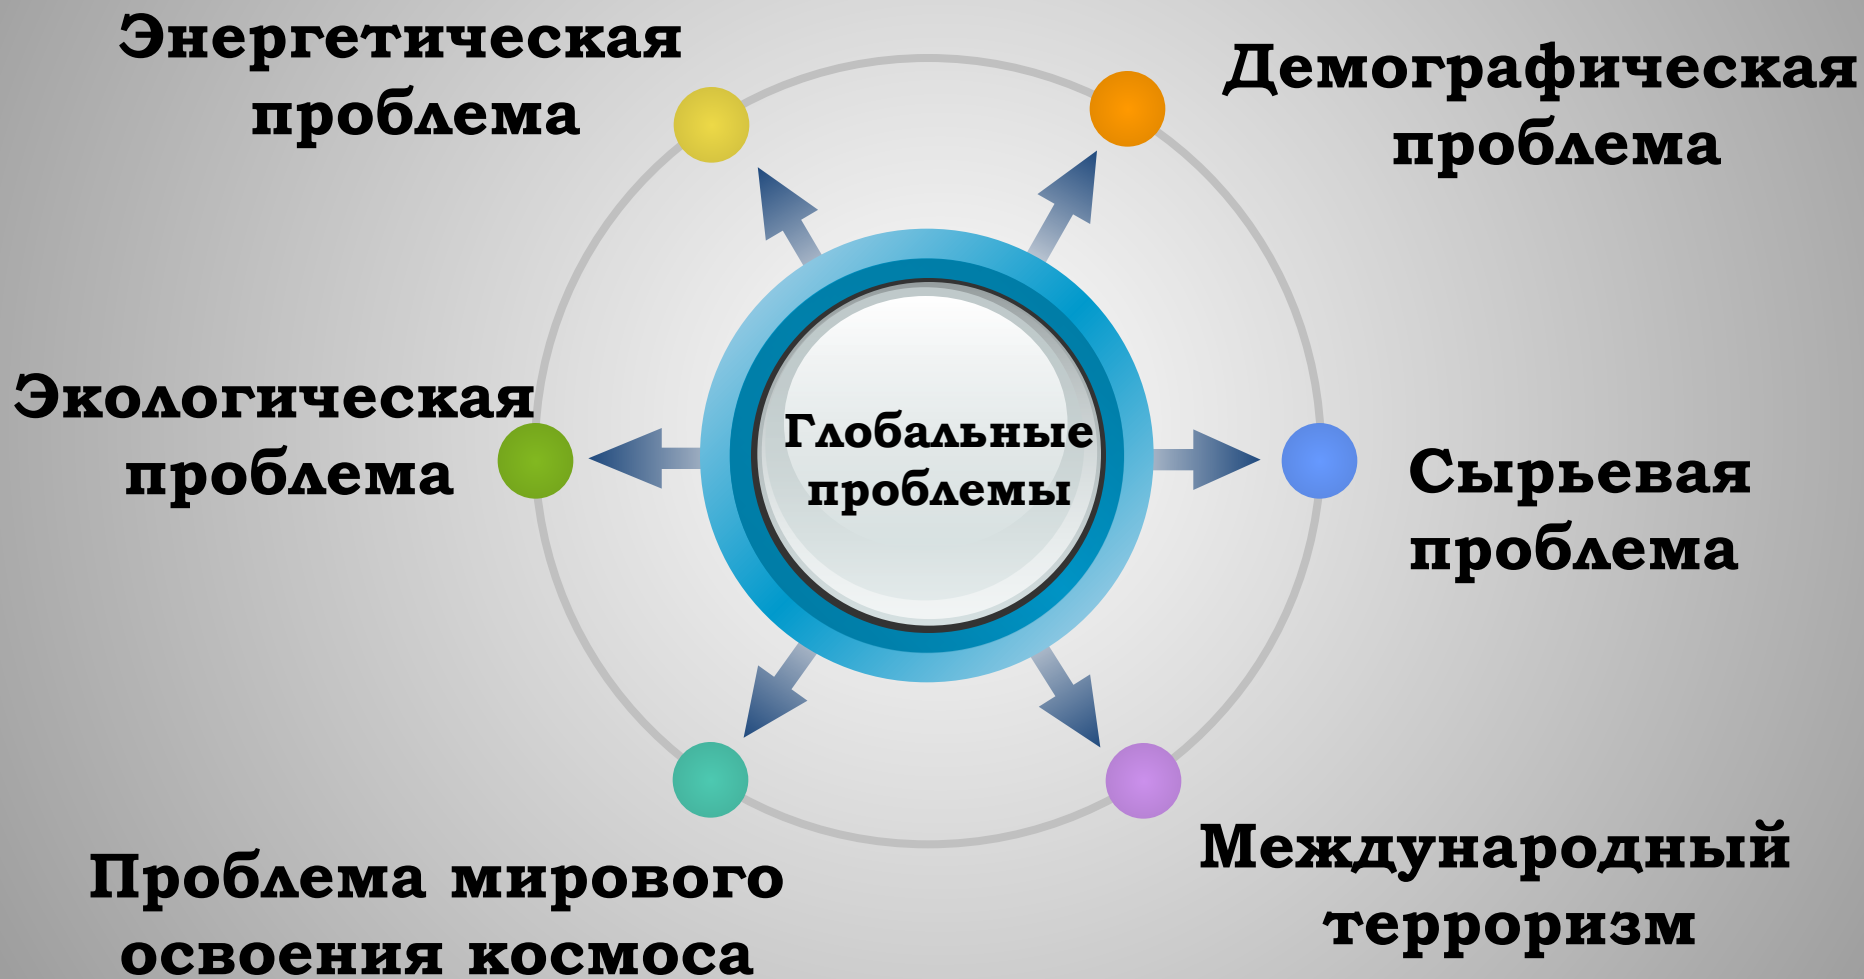 Энергетическая
проблема
Демографическая
проблема
Экологическая
проблема
Глобальные
проблемы
Сырьевая
проблема
Проблема мирового
освоения космоса
Международный
терроризм